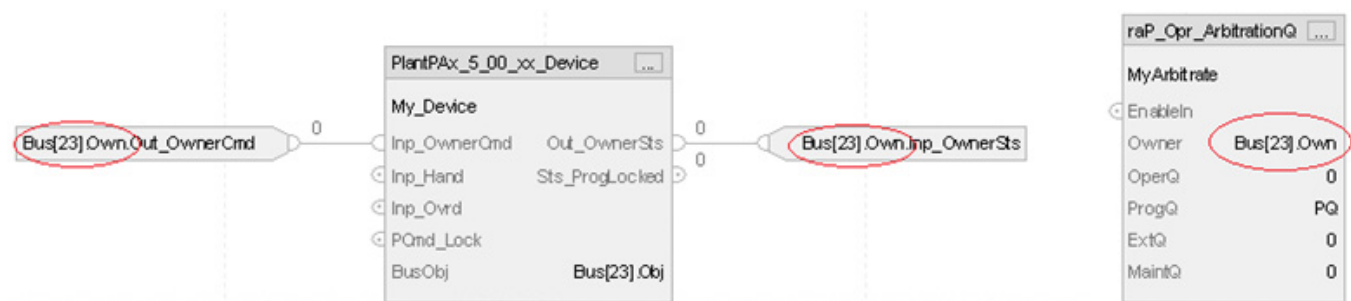 raP_Opr_ArbitrationQ ...
PlantPAx_5_00_xx_Device ...
MyArbitrate
My_Device
EnableIn
Bus[23].Own.Out_OwnerCmd 0 Inp_OwnerCmd Out_OwnerSts 0 Bus[23].Own.Inp_OwnerSts Owner Bus[23].Own
0
Inp_Hand Sts_ProgLocked OperQ 0
Inp_Ovrd ProgQ PQ
PCmd_Lock ExtQ 0
BusObj Bus[23].Obj MaintQ 0